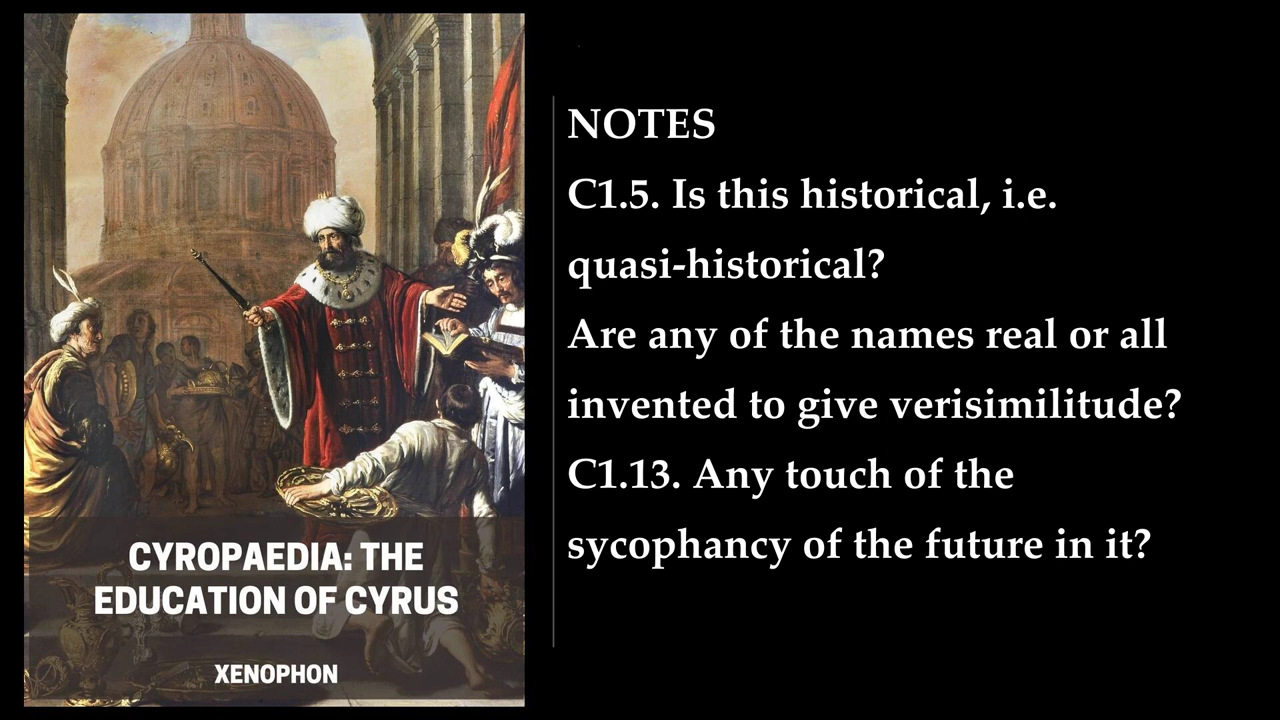 CYROPAEDIA: THE
EDUCATION OF CYRUS
XENOPHON
NOTES
C1.5. Is this historical, i.e.
quasi-historical?
Are any of the names real or all
invented to give verisimilitude?
C1.13. Any touch of the
sycophancy of the future in it?